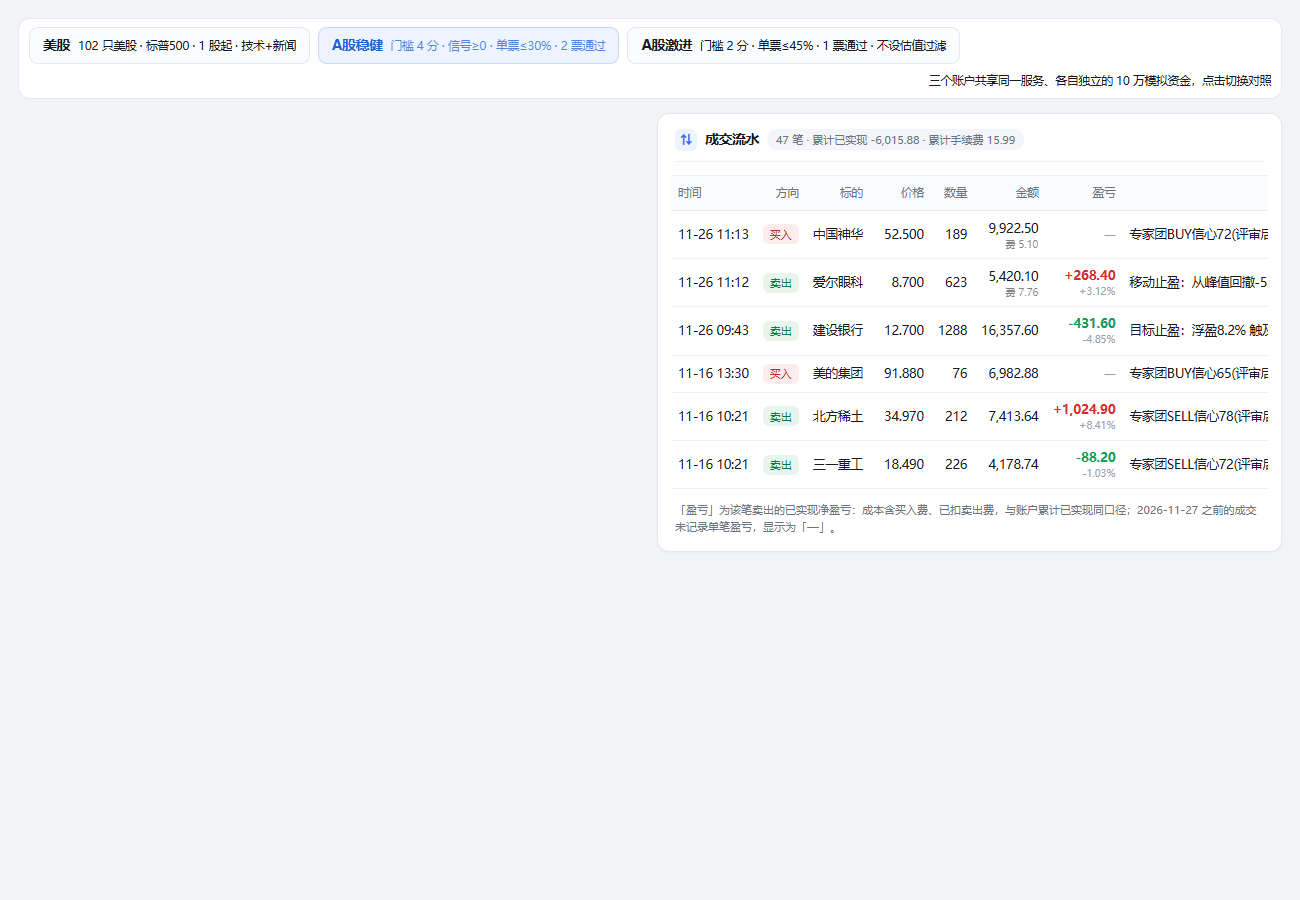 美股 102 只美股 · 标普500 · 1 股起 · 技术+新闻
A股稳健 门槛 4 分 · 信号≥0 · 单票≤30% · 2 票通过
A股激进 门槛 2 分 · 单票≤45% · 1 票通过 · 不设估值过滤
三个账户共享同一服务、各自独立的 10 万模拟资金，点击切换对照
成交流水 47 笔 · 累计已实现 -6,015.88 · 累计手续费 15.99
时间 方向 标的 价格 数量 金额 盈亏
11-26 11:13 买入 中国神华 52.500 189 9,922.50 — 专家团BUY信心72(评审后
费 5.10
11-26 11:12 卖出 爱尔眼科 8.700 623 5,420.10 +268.40 移动止盈：从峰值回撤-5
费 7.76 +3.12%
11-26 09:43 卖出 建设银行 12.700 1288 16,357.60 -431.60 目标止盈：浮盈8.2% 触及
-4.85%
11-16 13:30 买入 美的集团 91.880 76 6,982.88 — 专家团BUY信心65(评审后
11-16 10:21 卖出 北方稀土 34.970 212 7,413.64 +1,024.90 专家团SELL信心78(评审后
+8.41%
11-16 10:21 卖出 三一重工 18.490 226 4,178.74 -88.20 专家团SELL信心72(评审后
-1.03%
「盈亏」为该笔卖出的已实现净盈亏：成本含买入费、已扣卖出费，与账户累计已实现同口径；2026-11-27 之前的成交
未记录单笔盈亏，显示为「—」。